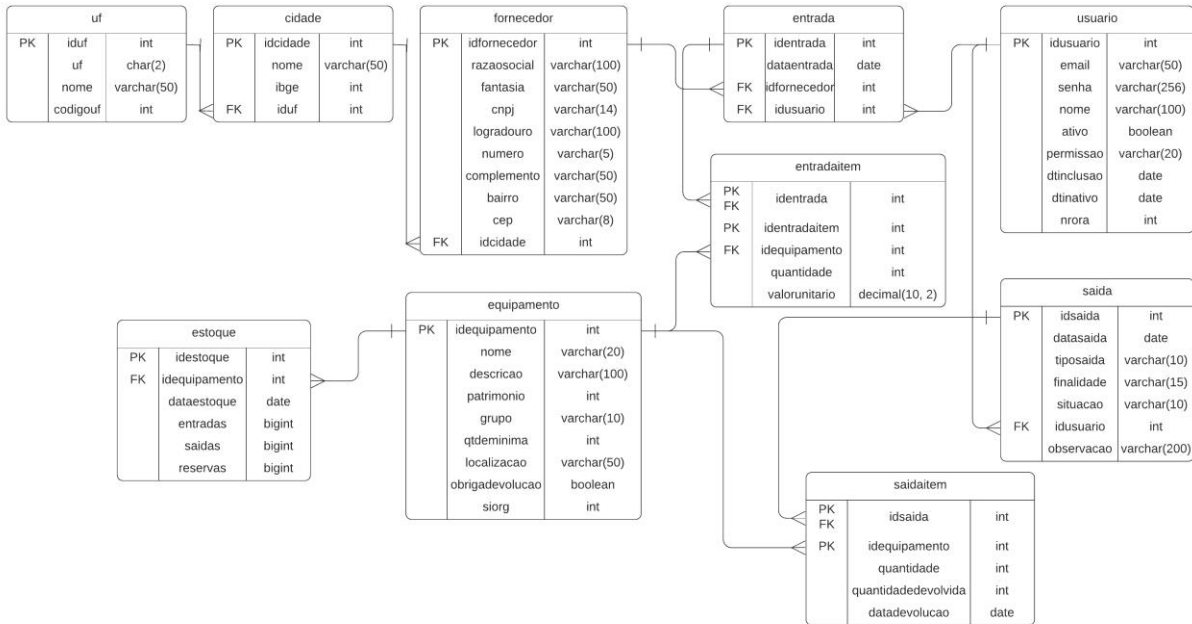 uf
PK iduf int
uf char(2)
nome varchar(50)
codigouf int
cidade
PK idcidade int
nome varchar(50)
ibge int
FK iduf int
fornecedor
PK idfornecedor int
razaosocial varchar(100)
fantasia varchar(50)
cnpj varchar(14)
logradouro varchar(100)
numero varchar(5)
complemento varchar(50)
bairro varchar(50)
cep varchar(8)
FK idcidade int
entrada
PK identrada int
dataentrada date
FK idfornecedor int
FK idusuario int
usuario
PK idusuario int
email varchar(50)
senha varchar(256)
nome varchar(100)
ativo boolean
permissao varchar(20)
dtinclusao date
dtinativo date
nrora int
entradaitem
PK
FK identrada int
PK identradaitem int
FK idequipamento int
quantidade int
valorunitario decimal(10, 2)
estoque
PK idestoque int
FK idequipamento int
dataestoque date
entradas bigint
saidas bigint
reservas bigint
equipamento
PK idequipamento int
nome varchar(20)
descricao varchar(100)
patrimonio int
grupo varchar(10)
qtdeminima int
localizacao varchar(50)
obrigadevolucao boolean
siorg int
saida
PK idsaida int
datasaida date
tiposaida varchar(10)
finalidade varchar(15)
situacao varchar(10)
FK idusuario int
observacao varchar(200)
saidaitem
PK
FK idsaida int
PK idequipamento int
quantidade int
quantidadedevolvida int
datadevolucao date